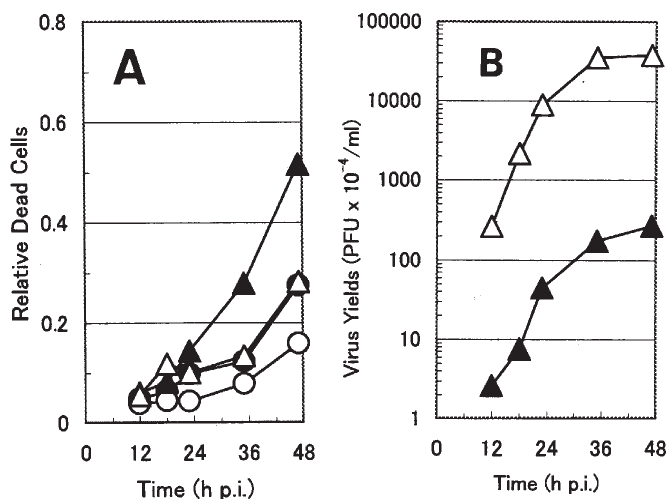 A
Relative Dead Cells
0.8
0.6
0.4
0.2
0
0 12 24 36 48
Time (h p.i.)
B
Virus Yields (PFU x 10⁻⁴/ml)
100000
10000
1000
100
10
1
0 12 24 36 48
Time (h p.i.)